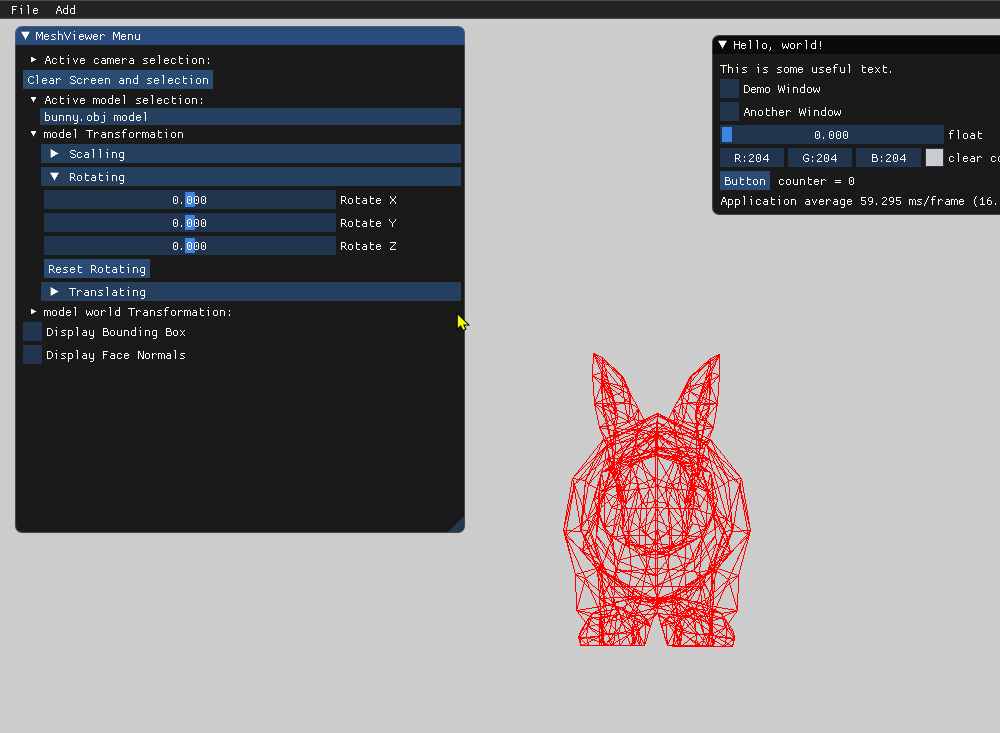 File Add
MeshViewer Menu
Active camera selection:
Clear Screen and selection
Active model selection:
bunny.obj model
model Transformation
Scalling
Rotating
0.000 Rotate X
0.000 Rotate Y
0.000 Rotate Z
Reset Rotating
Translating
model world Transformation:
Display Bounding Box
Display Face Normals
Hello, world!
This is some useful text.
Demo Window
Another Window
0.000 float
R:204 G:204 B:204 clear
Button counter = 0
Application average 59.295 ms/frame (16.